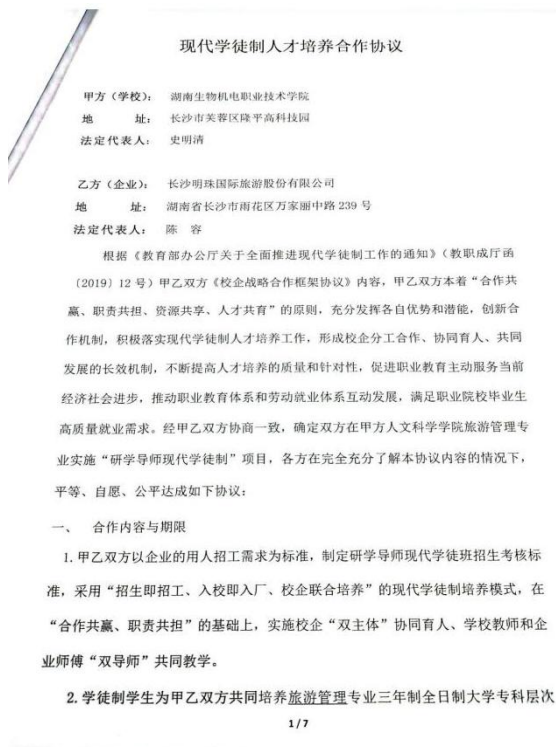 现代学徒制人才培养合作协议
甲方（学校）： 湖南生物机电职业技术学院
地 址： 长沙市芙蓉区隆平高科技园
法定代表人： 史明清
乙方（企业）： 长沙明珠国际旅游股份有限公司
地 址： 湖南省长沙市雨花区万家丽中路 239 号
法定代表人： 陈 容
根据《教育部办公厅关于全面推进现代学徒制工作的通知》（教职成厅函
〔2019〕12 号）甲乙双方《校企战略合作框架协议》内容，甲乙双方本着“合作共
赢、职责共担、资源共享、人才共育”的原则，充分发挥各自优势和潜能，创新合
作机制，积极落实现代学徒制人才培养工作，形成校企分工合作、协同育人、共同
发展的长效机制，不断提高人才培养的质量和针对性，促进职业教育主动服务当前
经济社会进步，推动职业教育体系和劳动就业体系互动发展，满足职业院校毕业生
高质量就业需求。经甲乙双方协商一致，确定双方在甲方人文科学学院旅游管理专
业实施“研学导师现代学徒制”项目，各方在完全充分了解本协议内容的情况下，
平等、自愿、公平达成如下协议：
一、 合作内容与期限
1. 甲乙双方以企业的用人招工需求为标准，制定研学导师现代学徒班招生考核标
准，采用“招生即招工、入校即入厂、校企联合培养”的现代学徒制培养模式，在
“合作共赢、职责共担”的基础上，实施校企“双主体”协同育人、学校教师和企
业师傅“双导师”共同教学。
2. 学徒制学生为甲乙双方共同培养旅游管理专业三年制全日制大学专科层次
1 / 7